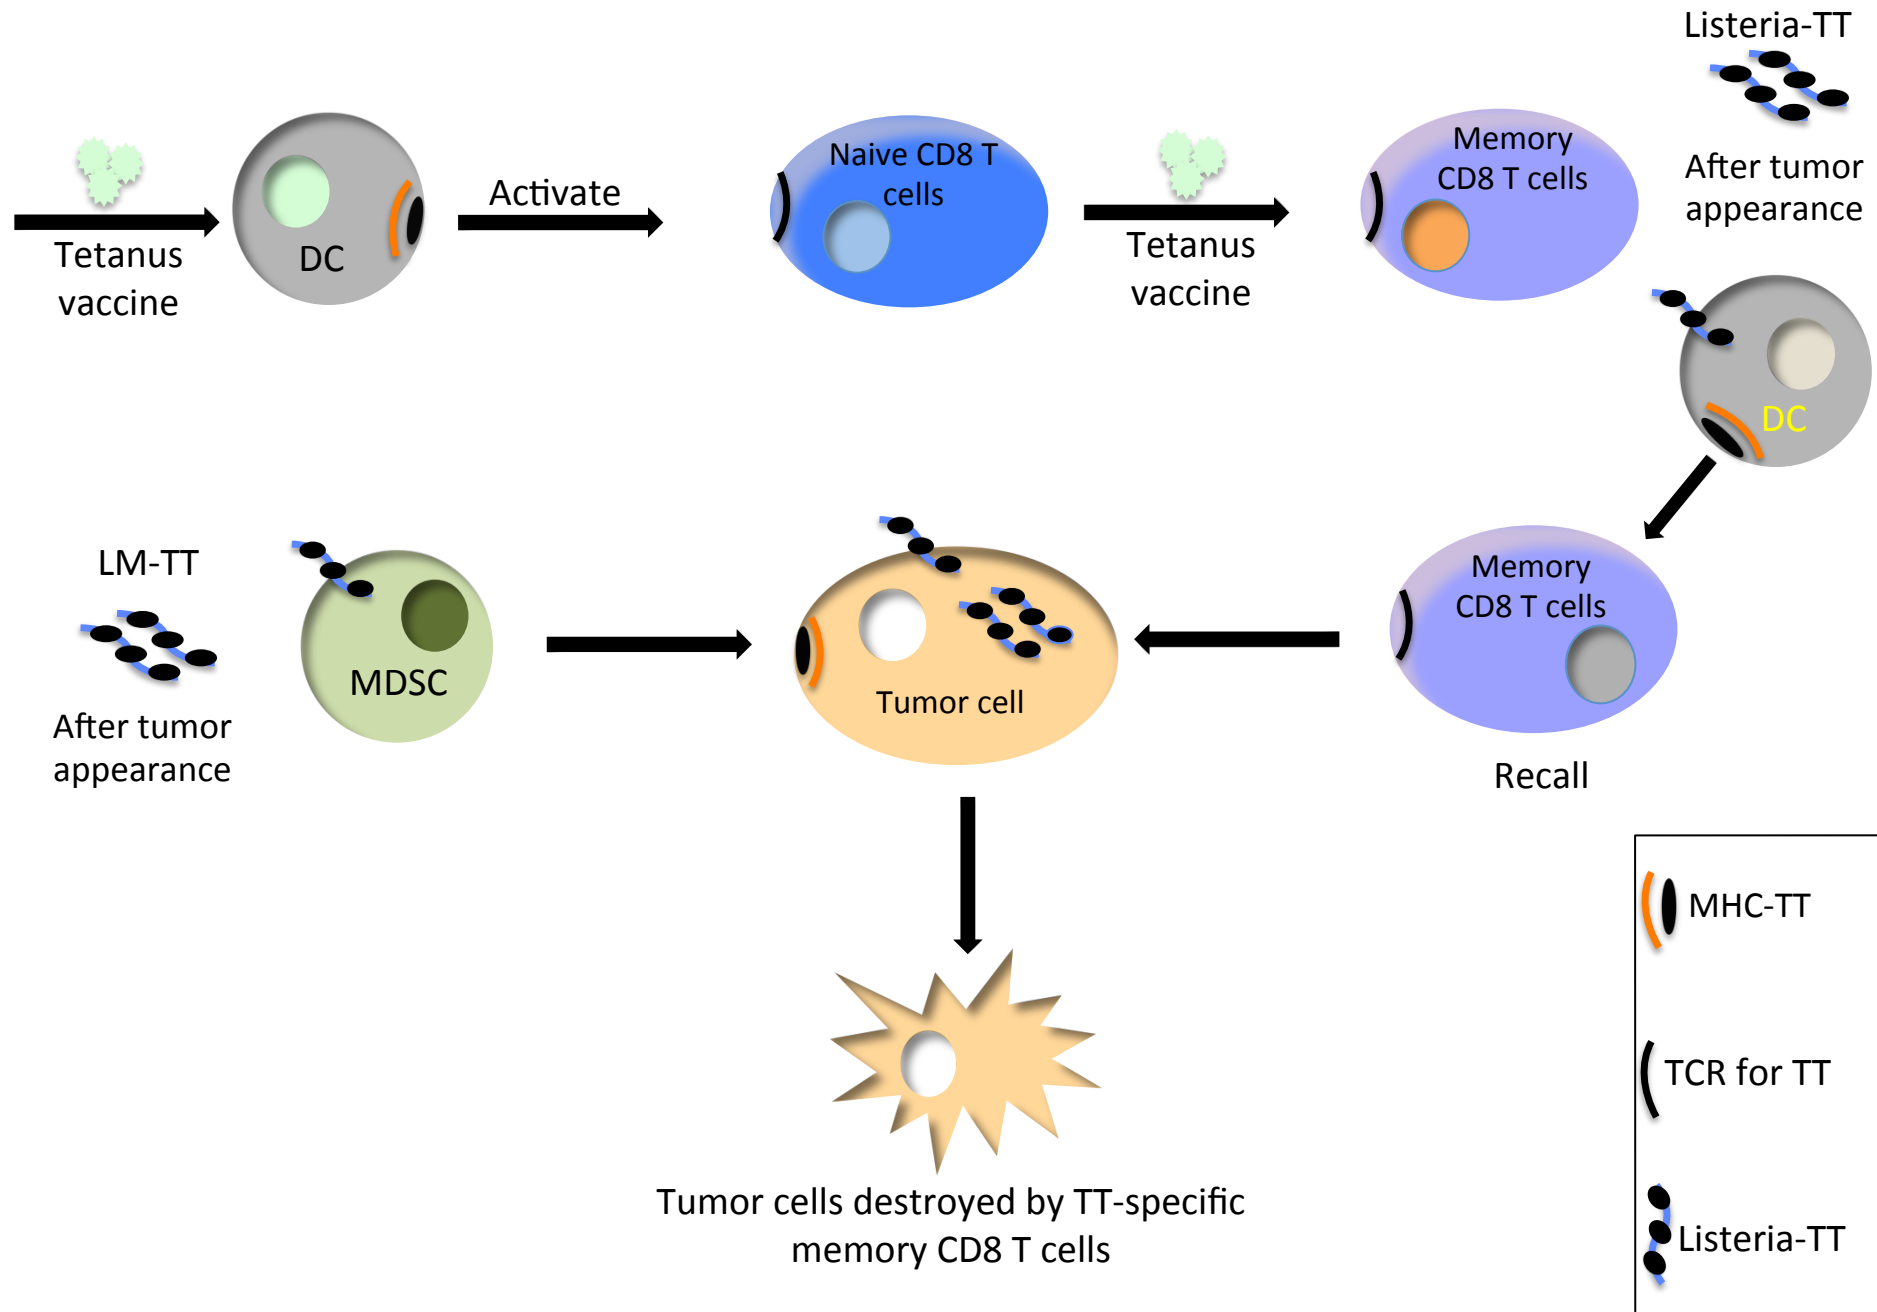 Listeria-TT
Tetanus
vaccine
DC
Activate
Naive CD8 T
cells
Tetanus
vaccine
Memory
CD8 T cells
After tumor
appearance
DC
LM-TT
After tumor
appearance
MDSC
Tumor cell
Memory
CD8 T cells
Recall
Tumor cells destroyed by TT-specific
memory CD8 T cells
MHC-TT
TCR for TT
Listeria-TT